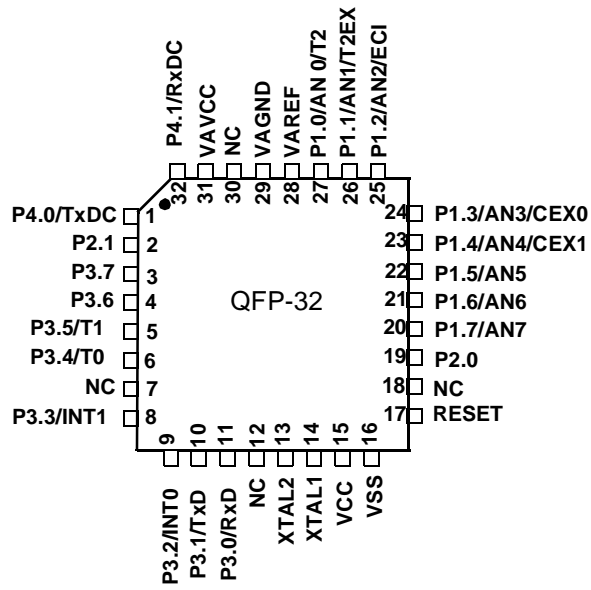 P4.1/RxDC
VAVCC
NC
VAGND
VAREF
P1.0/AN 0/T2
P1.1/AN1/T2EX
P1.2/AN2/ECI
32
31
30
29
28
27
26
25
P4.0/TxDC 1
P2.1 2
P3.7 3
P3.6 4
P3.5/T1 5
P3.4/T0 6
NC 7
P3.3/INT1 8
QFP-32
24 P1.3/AN3/CEX0
23 P1.4/AN4/CEX1
22 P1.5/AN5
21 P1.6/AN6
20 P1.7/AN7
19 P2.0
18 NC
17 RESET
9
10
11
12
13
14
15
16
P3.2/INT0
P3.1/TxD
P3.0/RxD
NC
XTAL2
XTAL1
VCC
VSS